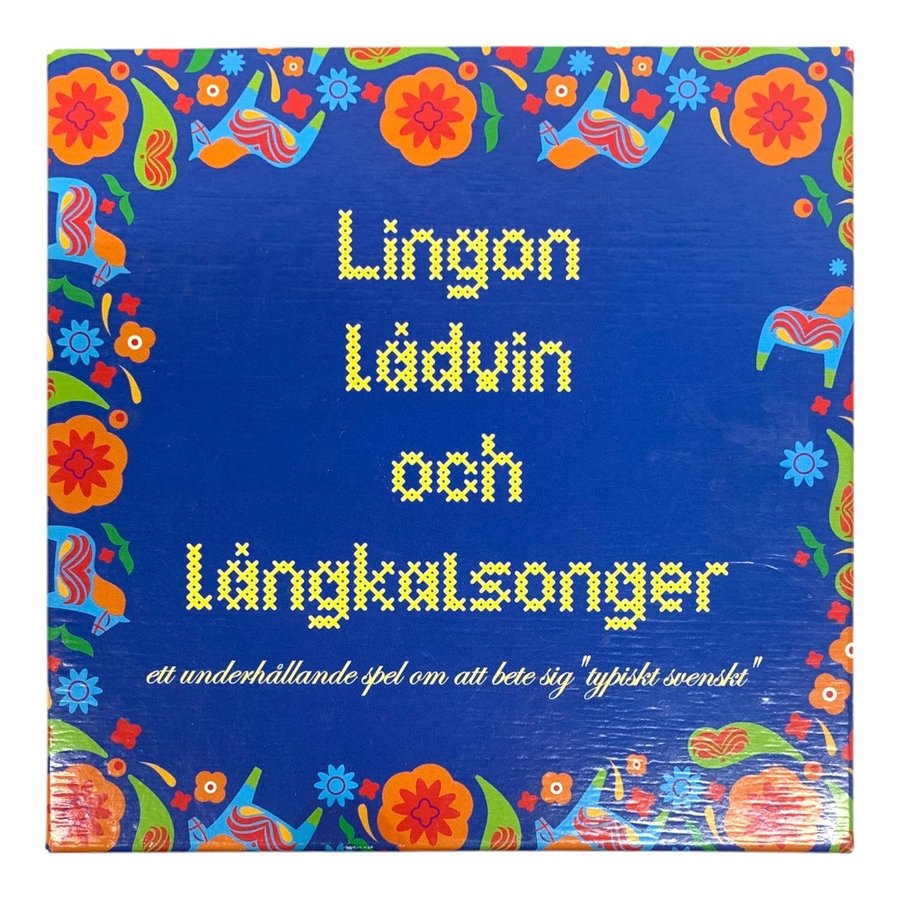 Lingon
lådvin
och
långkalsonger
ett underhållande spel om att bete sig "typiskt svenskt"